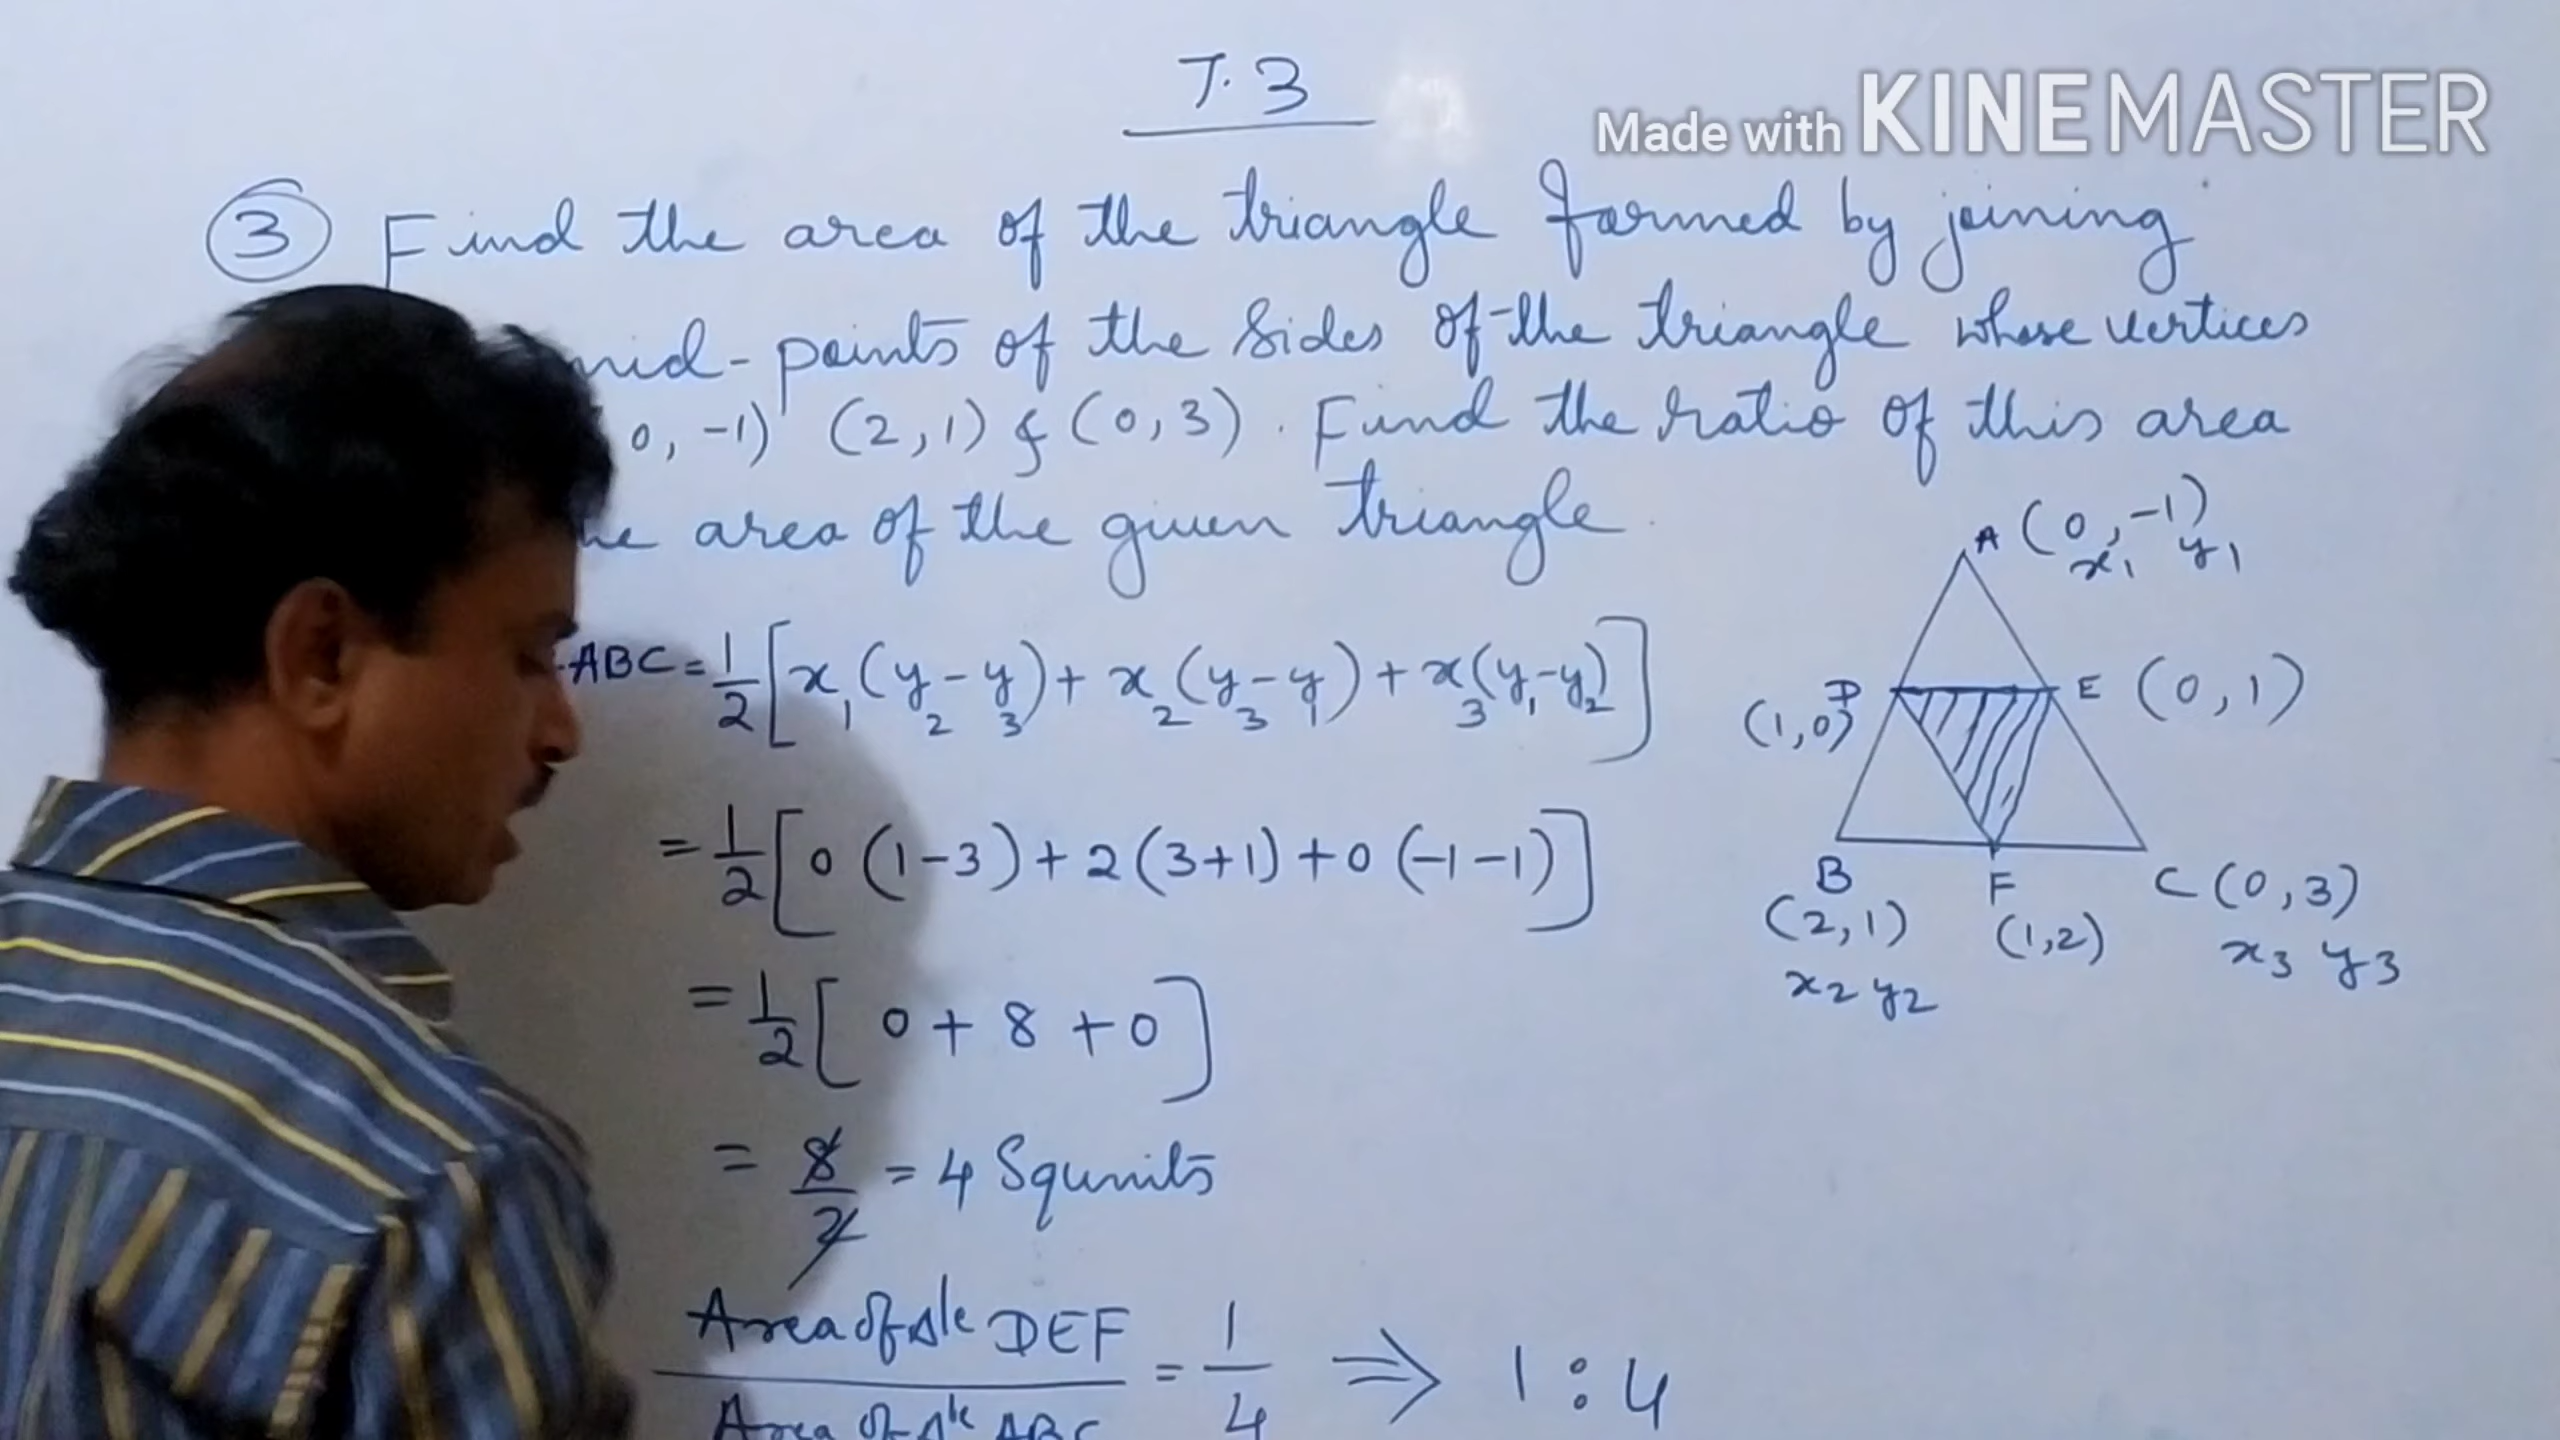 7.3
Made with KINEMASTER
③ Find the area of the triangle formed by joining
mid-points of the sides of the triangle whose vertices
0, -1) (2, 1) & (0, 3). Find the ratio of this area
area of the given triangle
A (0, -1)
x1 y1
ABC = 1/2 [x1(y2 - y3) + x2(y3 - y1) + x3(y1 - y2)]
D
(1, 0)
E (0, 1)
= 1/2 [0 (1-3) + 2(3+1) + 0 (-1-1)]
B
(2, 1)
x2 y2
F
(1, 2)
C (0, 3)
x3 y3
= 1/2 [0 + 8 + 0]
= 8/2 = 4 Squnits
Area of Δle DEF / Area of Δle ABC = 1/4 ⇒ 1 : 4